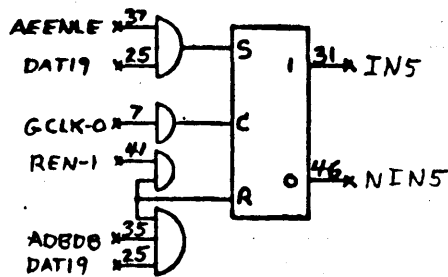 AEENLE 37
DAT19 25
S
1 31 IN5
GCLK-0 7
C
REN-1 41
0 46 NIN5
R
ADBDB 35
DAT19 25